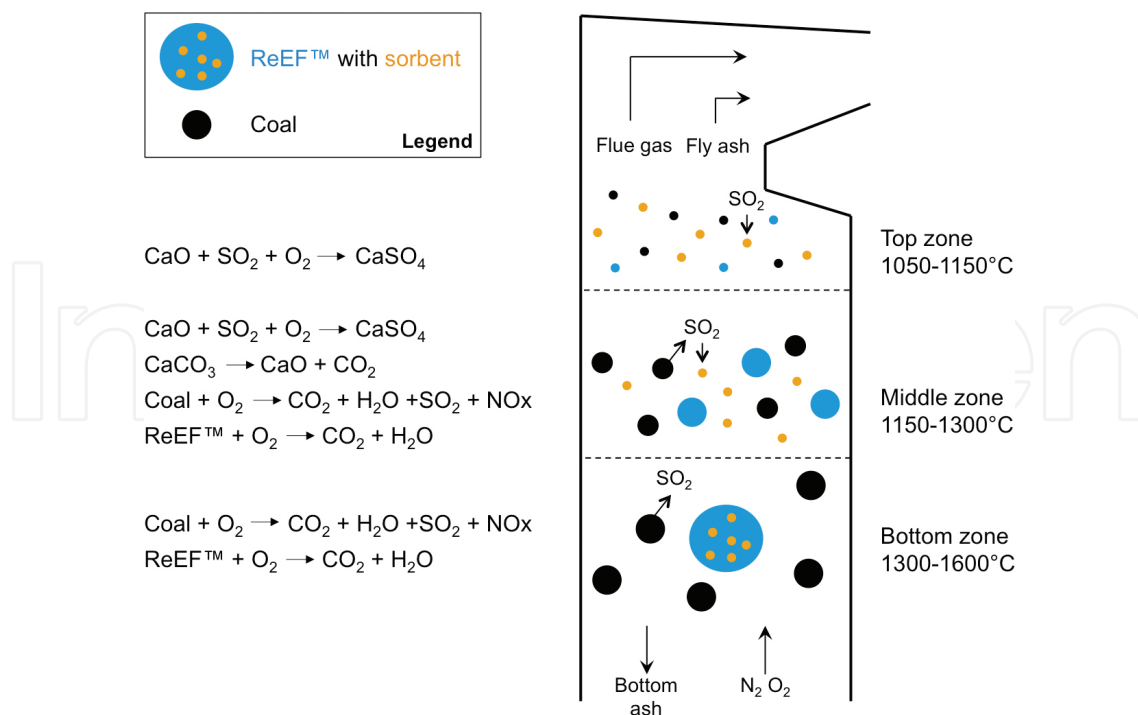 ReEF™ with sorbent
Coal
Legend
Flue gas
Fly ash
SO₂
Top zone
1050-1150°C
CaO + SO₂ + O₂ → CaSO₄
CaO + SO₂ + O₂ → CaSO₄
CaCO₃ → CaO + CO₂
Coal + O₂ → CO₂ + H₂O +SO₂ + NOx
ReEF™ + O₂ → CO₂ + H₂O
SO₂
Middle zone
1150-1300°C
Coal + O₂ → CO₂ + H₂O +SO₂ + NOx
ReEF™ + O₂ → CO₂ + H₂O
SO₂
Bottom zone
1300-1600°C
Bottom
ash
N₂ O₂